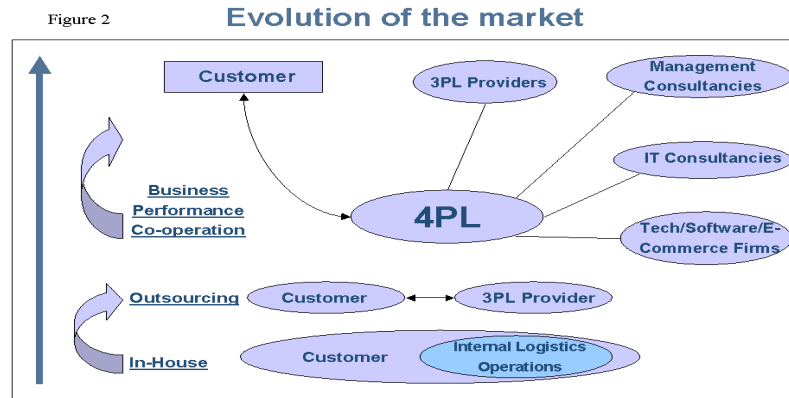 Figure 2
Evolution of the market
Customer
3PL Providers
Management
Consultancies
IT Consultancies
Business
Performance
Co-operation
4PL
Tech/Software/E-
Commerce Firms
Outsourcing
Customer
3PL Provider
In-House
Customer
Internal Logistics
Operations